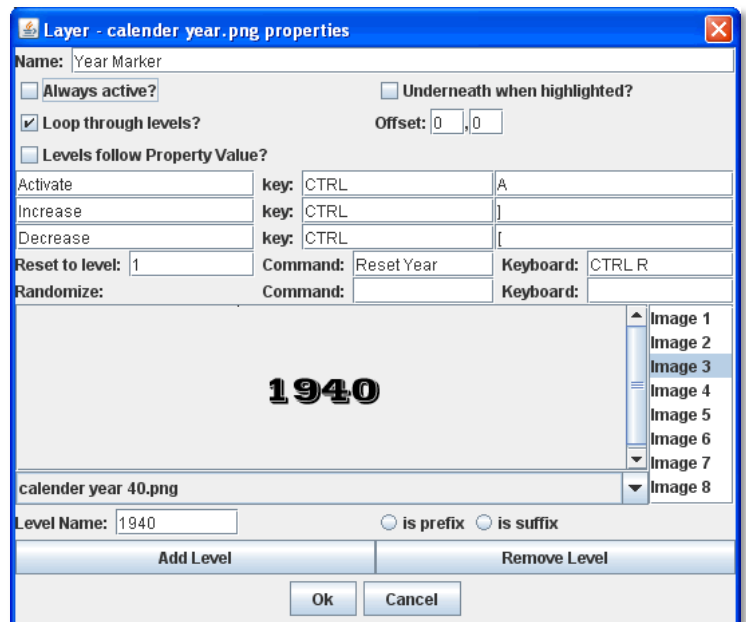 Layer - calender year.png properties
Name: Year Marker
Always active? Underneath when highlighted?
Loop through levels? Offset: 0 ,0
Levels follow Property Value?
Activate key: CTRL A
Increase key: CTRL ]
Decrease key: CTRL [
Reset to level: 1 Command: Reset Year Keyboard: CTRL R
Randomize: Command: Keyboard:
1940
Image 1
Image 2
Image 3
Image 4
Image 5
Image 6
Image 7
Image 8
calender year 40.png
Level Name: 1940 is prefix is suffix
Add Level Remove Level
Ok Cancel